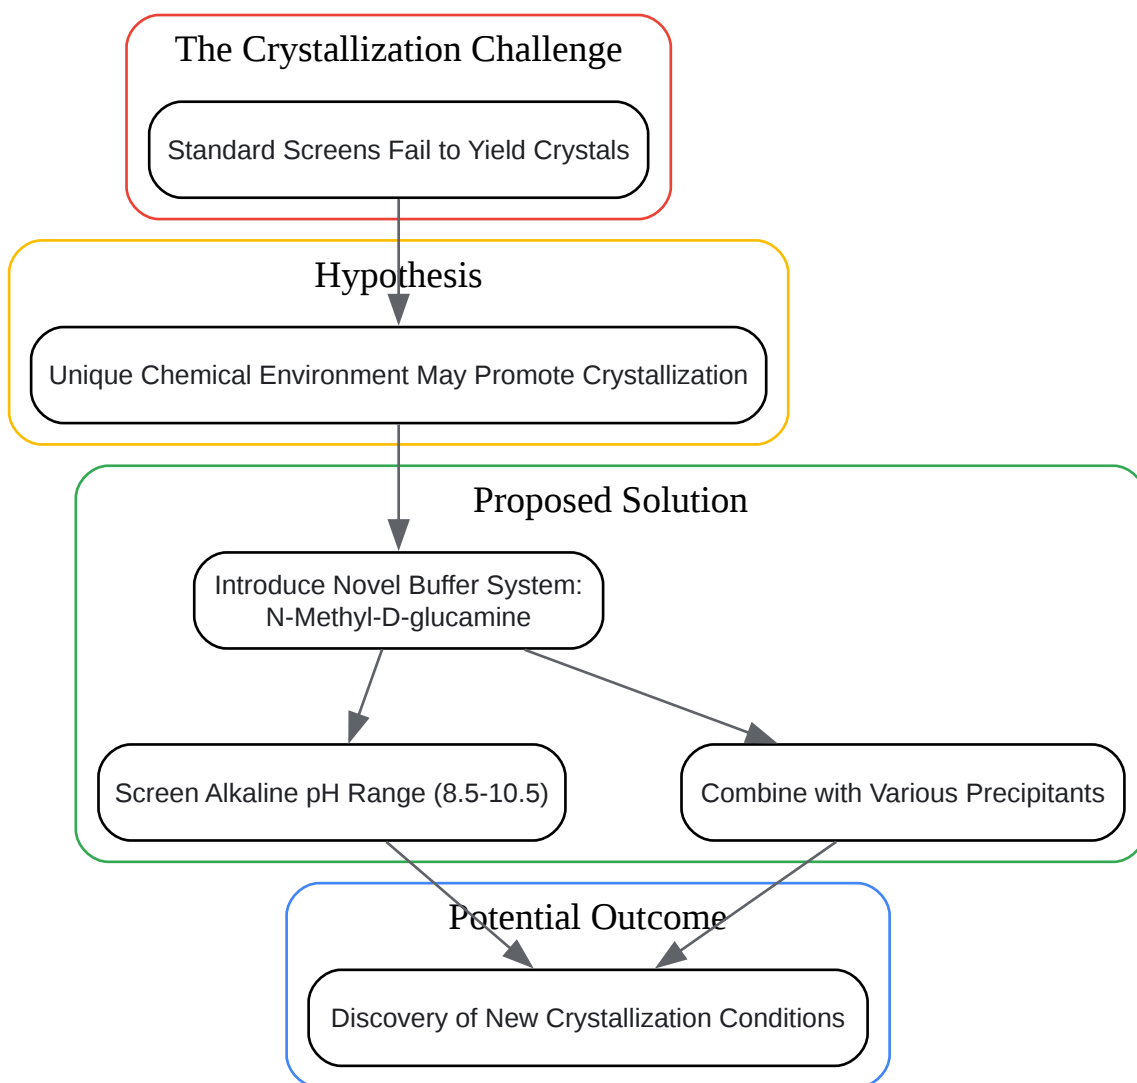 The Crystallization Challenge
Standard Screens Fail to Yield Crystals
Hypothesis
Unique Chemical Environment May Promote Crystallization
Proposed Solution
Introduce Novel Buffer System:
N-Methyl-D-glucamine
Screen Alkaline pH Range (8.5-10.5)
Combine with Various Precipitants
Potential Outcome
Discovery of New Crystallization Conditions